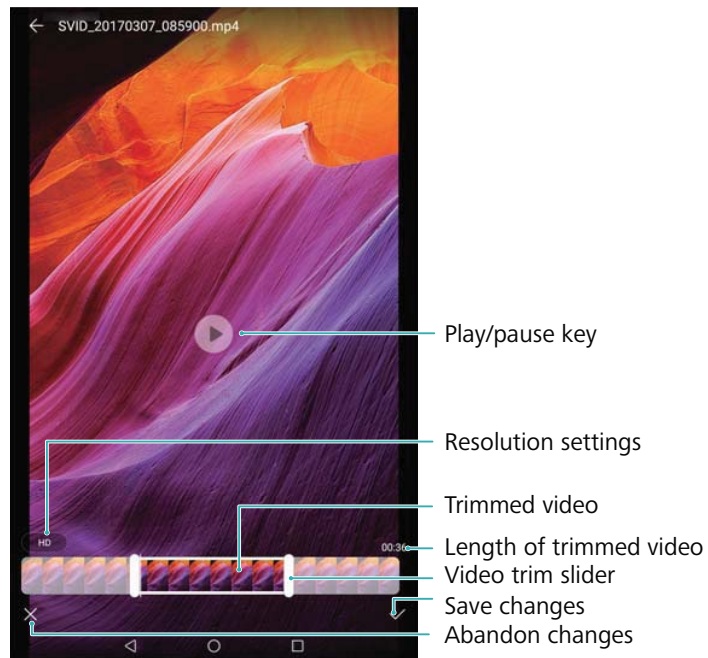 SVID_20170307_085900.mp4
Play/pause key
Resolution settings
Trimmed video
HD
00:36
Length of trimmed video
Video trim slider
Save changes
Abandon changes